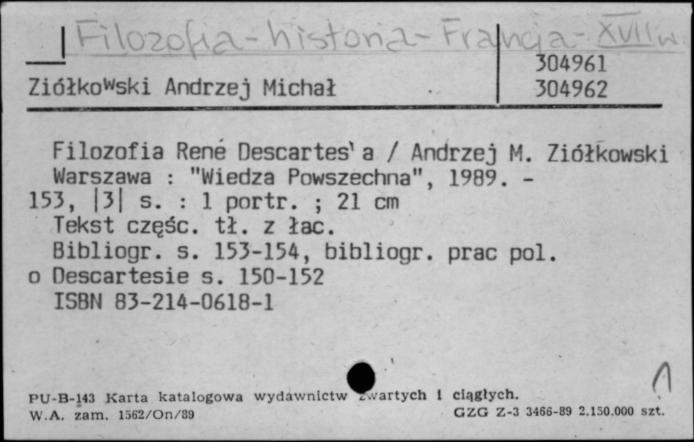 Filozofia - historia - Francja - XVII w.
304961
Ziółkowski Andrzej Michał 304962
Filozofia René Descartes'a / Andrzej M. Ziółkowski
Warszawa : "Wiedza Powszechna", 1989. -
153, |3| s. : 1 portr. ; 21 cm
Tekst częśc. tł. z łac.
Bibliogr. s. 153-154, bibliogr. prac pol.
o Descartesie s. 150-152
ISBN 83-214-0618-1
PU-B-143 Karta katalogowa wydawnictw zwartych i ciągłych.
W.A. zam. 1562/On/89 GZG Z-3 3466-89 2.150.000 szt.